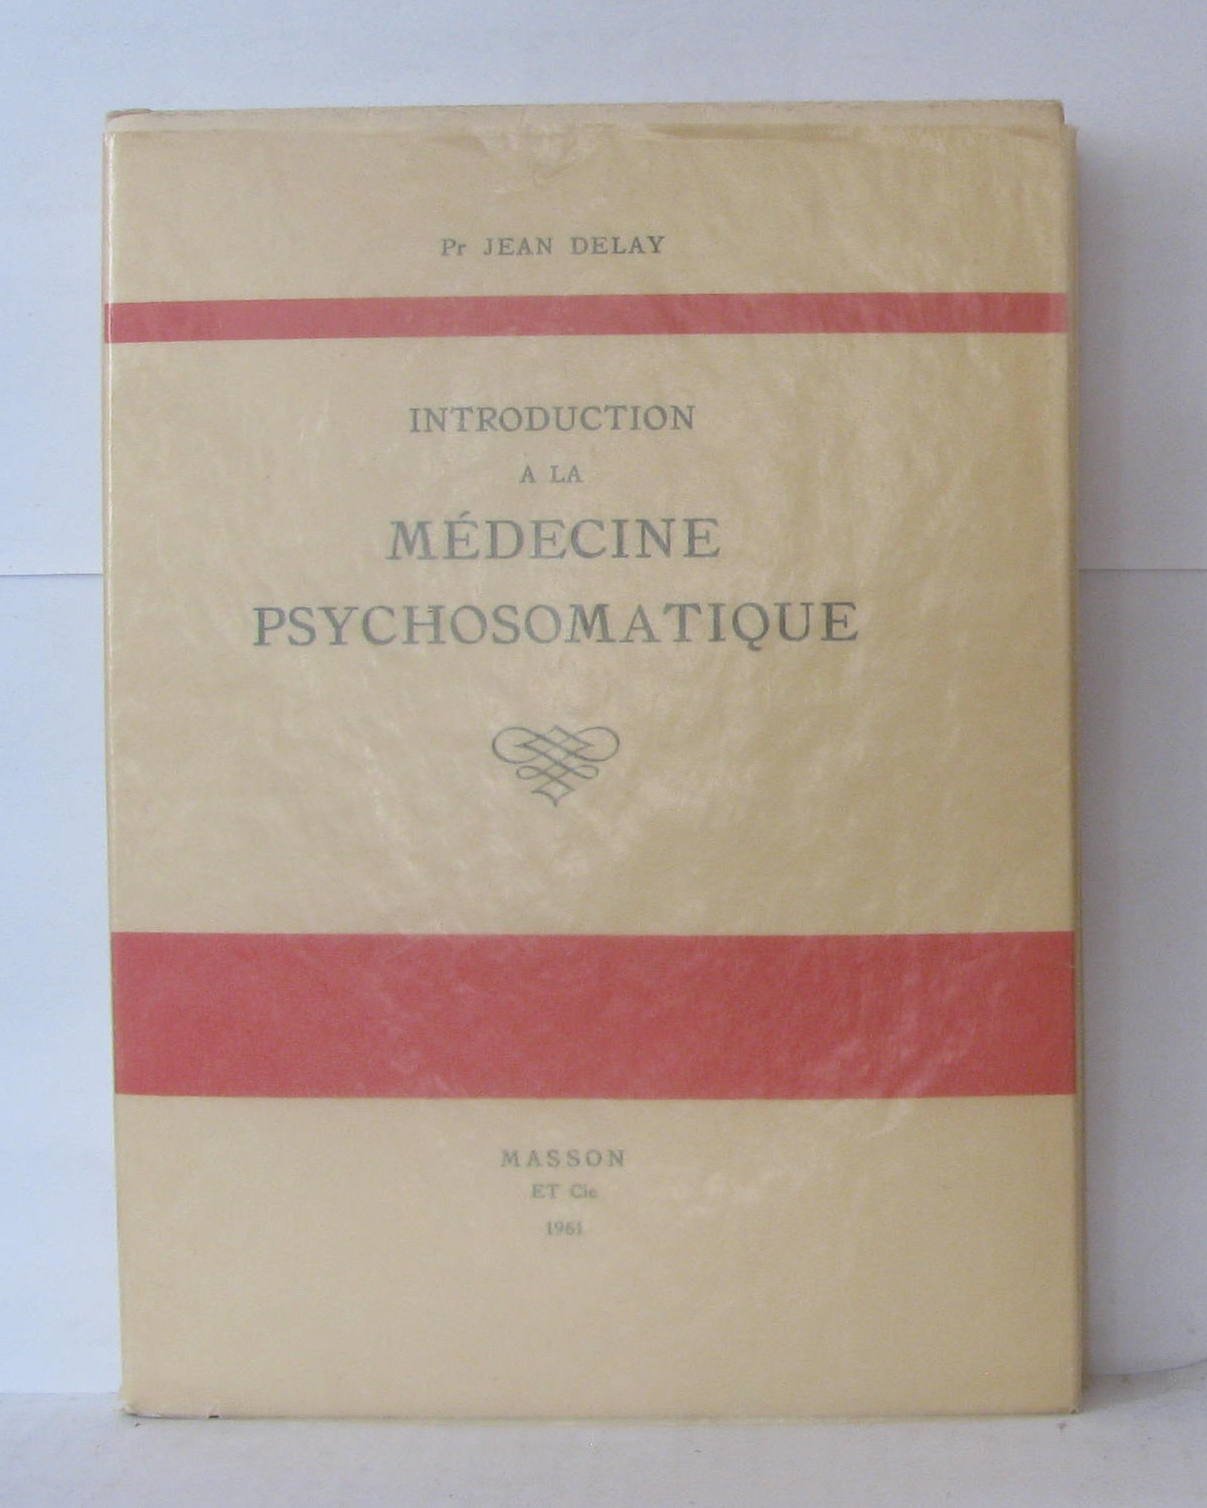 Pr JEAN DELAY
INTRODUCTION
A LA
MÉDECINE
PSYCHOSOMATIQUE
MASSON
ET Cie
1961